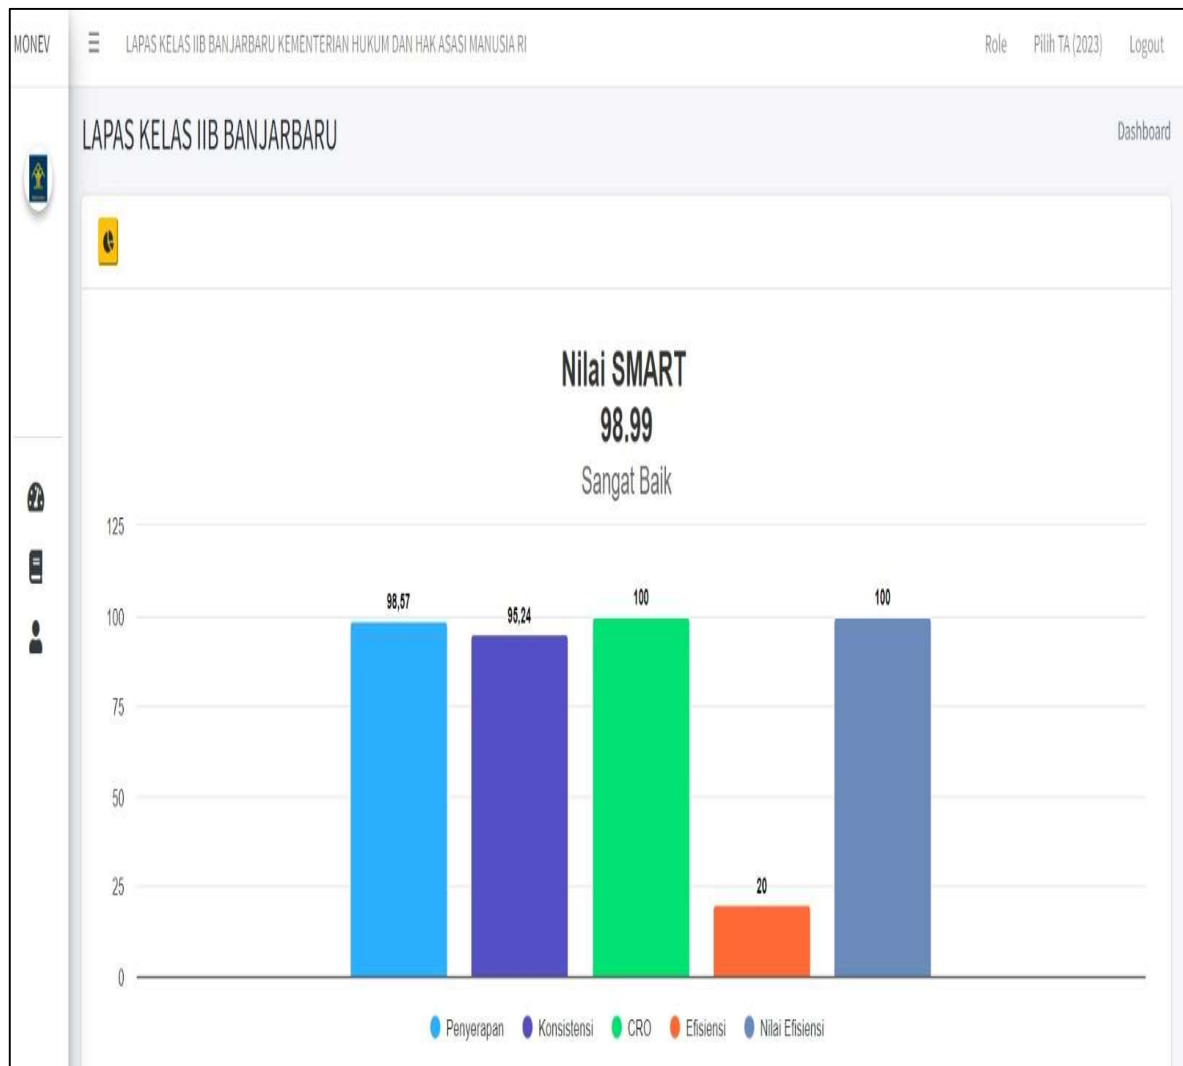 MONEV
LAPAS KELAS IIB BANJARBARU KEMENTERIAN HUKUM DAN HAK ASASI MANUSIA RI
Role
Pilih TA (2023)
Logout
LAPAS KELAS IIB BANJARBARU
Dashboard
Nilai SMART
98.99
Sangat Baik
125
100
75
50
25
0
98,57
95,24
100
20
100
Penyerapan
Konsistensi
CRO
Efisiensi
Nilai Efisiensi